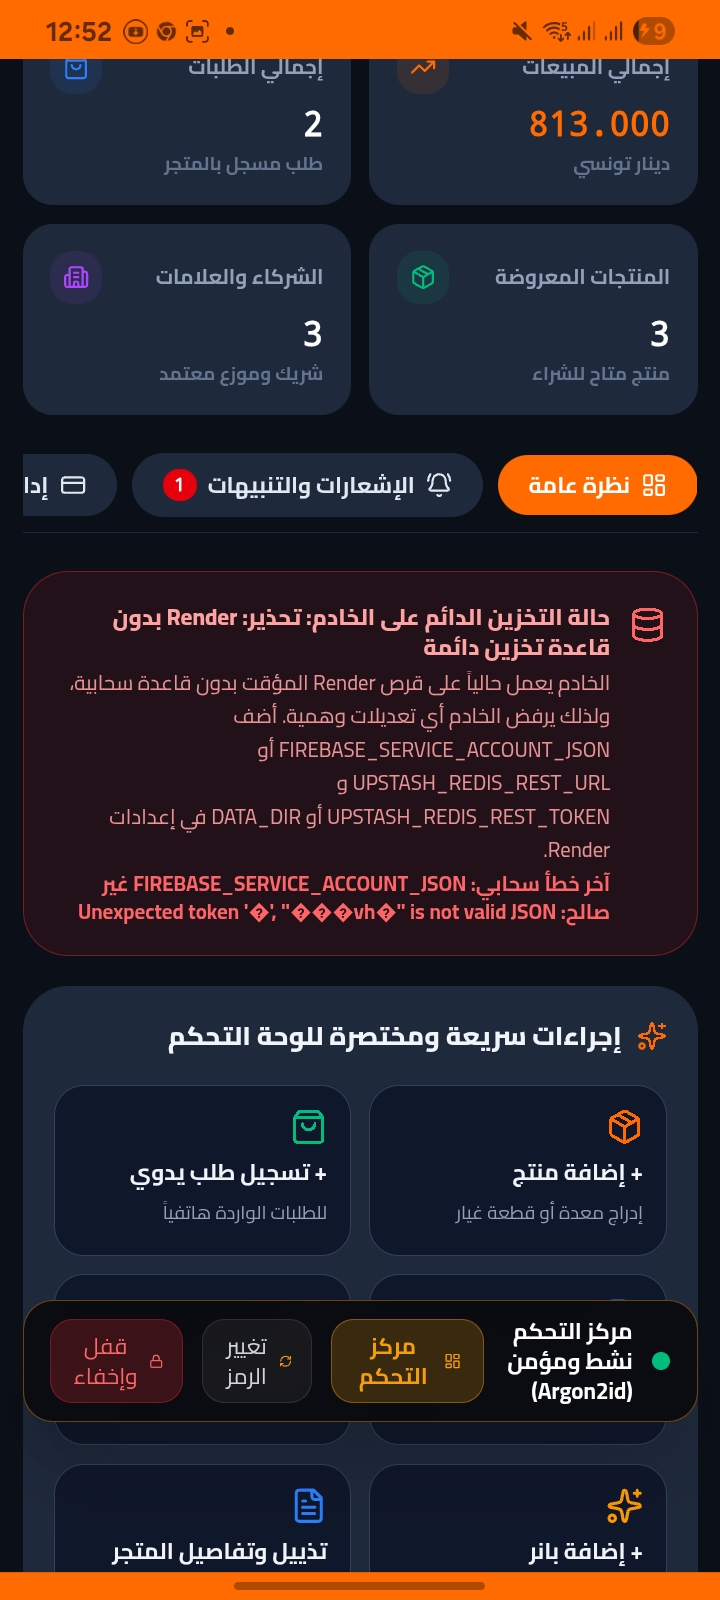 12:52
5
9
إجمالي المبيعات
813.000
دينار تونسي
إجمالي الطلبات
2
طلب مسجل بالمتجر
المنتجات المعروضة
3
منتج متاح للشراء
الشركاء والعلامات
3
شريك وموزع معتمد
نظرة عامة
الإشعارات والتنبيهات 1
إدا
حالة التخزين الدائم على الخادم: تحذير: Render بدون
قاعدة تخزين دائمة
الخادم يعمل حالياً على قرص Render المؤقت بدون قاعدة سحابية،
ولذلك يرفض الخادم أي تعديلات وهمية. أضف
FIREBASE_SERVICE_ACCOUNT_JSON أو
UPSTASH_REDIS_REST_URL و
UPSTASH_REDIS_REST_TOKEN أو DATA_DIR في إعدادات
Render.
آخر خطأ سحابي: FIREBASE_SERVICE_ACCOUNT_JSON غير
صالح: Unexpected token '�', "���vh�" is not valid JSON
إجراءات سريعة ومختصرة للوحة التحكم
+ إضافة منتج
إدراج معدة أو قطعة غيار
+ تسجيل طلب يدوي
للطلبات الواردة هاتفياً
مركز التحكم
نشط ومؤمن
(Argon2id)
مركز
التحكم
تغيير
الرمز
قفل
وإخفاء
+ إضافة بانر
تذييل وتفاصيل المتجر